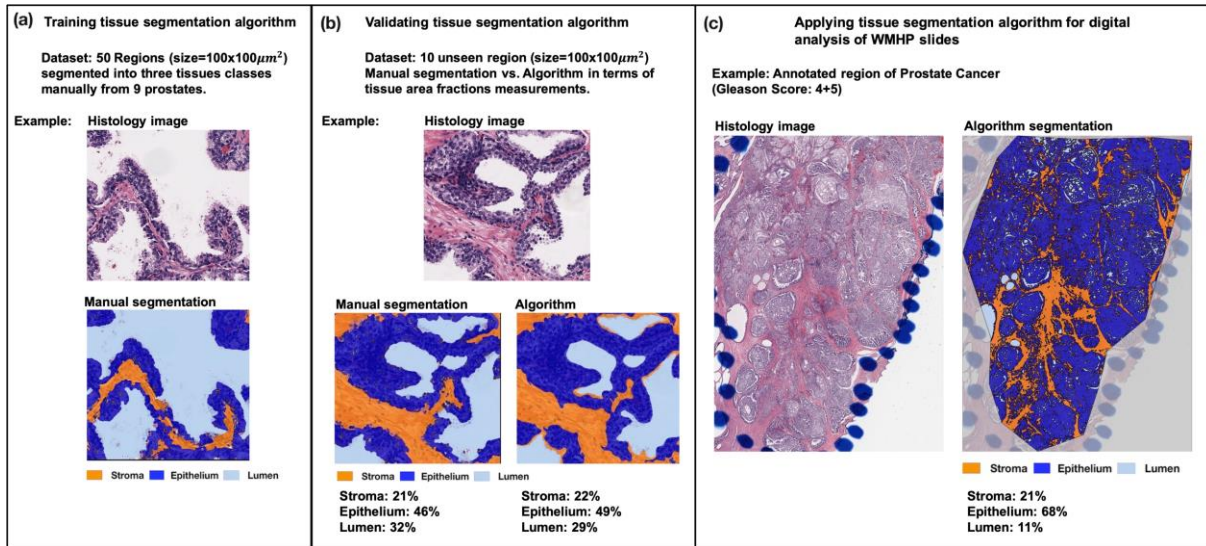 (a) Training tissue segmentation algorithm
Dataset: 50 Regions (size=100x100μm²)
segmented into three tissues classes
manually from 9 prostates.
Example: Histology image
Manual segmentation
Stroma Epithelium Lumen
(b) Validating tissue segmentation algorithm
Dataset: 10 unseen region (size=100x100μm²)
Manual segmentation vs. Algorithm in terms of
tissue area fractions measurements.
Example: Histology image
Manual segmentation Algorithm
Stroma Epithelium Lumen
Stroma: 21% Stroma: 22%
Epithelium: 46% Epithelium: 49%
Lumen: 32% Lumen: 29%
(c) Applying tissue segmentation algorithm for digital
analysis of WMHP slides
Example: Annotated region of Prostate Cancer
(Gleason Score: 4+5)
Histology image Algorithm segmentation
Stroma Epithelium Lumen
Stroma: 21%
Epithelium: 68%
Lumen: 11%